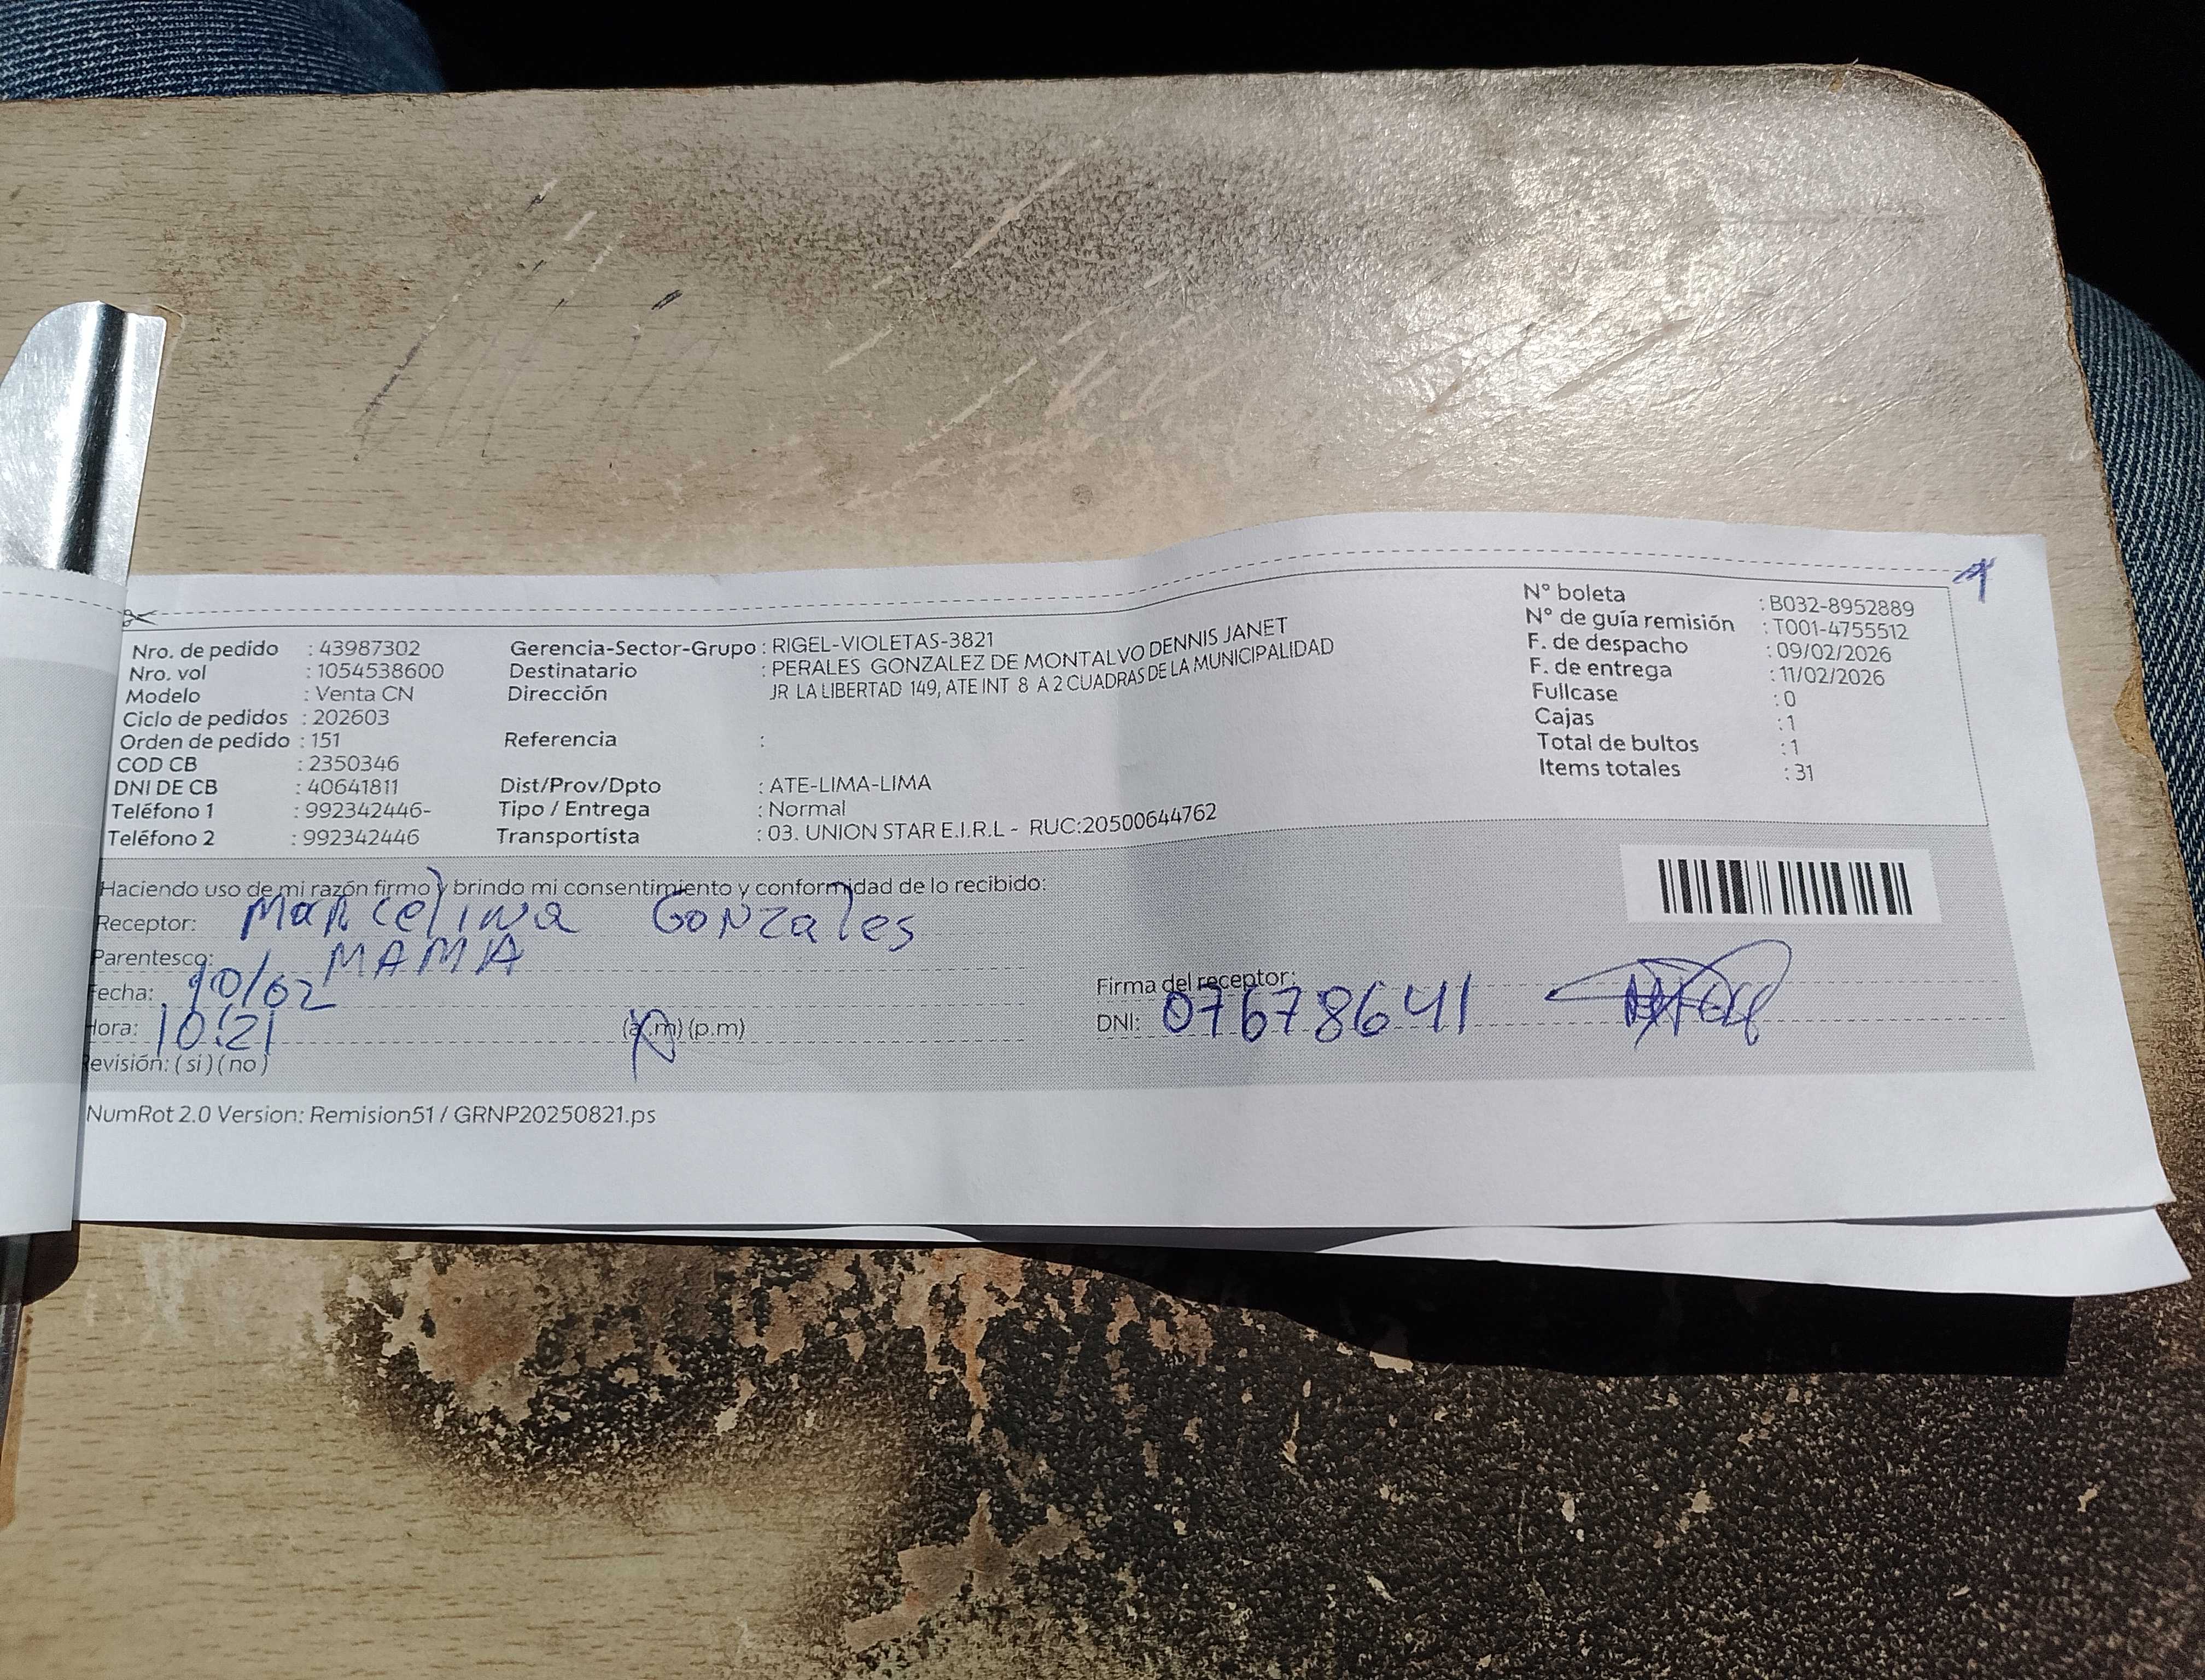 Nro. de pedido : 43987302
Nro. vol : 1054538600
Modelo : Venta CN
Ciclo de pedidos : 202603
Orden de pedido : 151
COD CB : 2350346
DNI DE CB : 40641811
Teléfono 1 : 992342446-
Teléfono 2 : 992342446
Gerencia-Sector-Grupo : RIGEL-VIOLETAS-3821
Destinatario : PERALES GONZALEZ DE MONTALVO DENNIS JANET
Dirección JR LA LIBERTAD 149, ATE INT 8 A 2 CUADRAS DE LA MUNICIPALIDAD
Referencia :
Dist/Prov/Dpto : ATE-LIMA-LIMA
Tipo / Entrega : Normal
Transportista : 03. UNION STAR E.I.R.L - RUC:20500644762
N° boleta : B032-8952889
N° de guía remisión : T001-4755512
F. de despacho : 09/02/2026
F. de entrega : 11/02/2026
Fullcase : 0
Cajas : 1
Total de bultos : 1
Items totales : 31
Haciendo uso de mi razón firmo y brindo mi consentimiento y conformidad de lo recibido:
Receptor: Marcelina Gonzales
Parentesco: MAMA
Fecha: 10/02
Hora: 10:21 (a.m) (p.m)
Revisión: ( si ) ( no )
Firma del receptor:
DNI: 07678641
NumRot 2.0 Version: Remision51 / GRNP20250821.ps